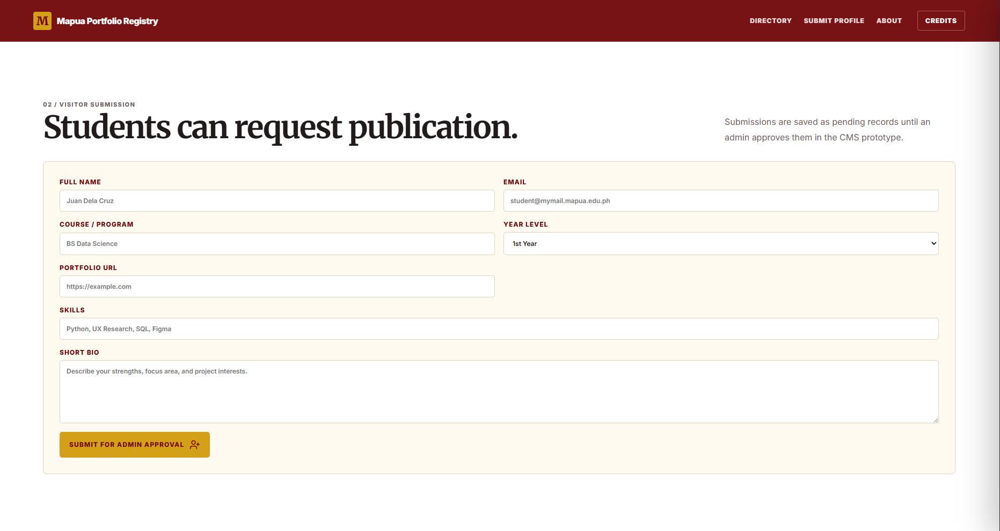 M Mapua Portfolio Registry
DIRECTORY SUBMIT PROFILE ABOUT CREDITS
02 / VISITOR SUBMISSION
Students can request publication.
Submissions are saved as pending records until an
admin approves them in the CMS prototype.
FULL NAME
Juan Dela Cruz
EMAIL
student@mymail.mapua.edu.ph
COURSE / PROGRAM
BS Data Science
YEAR LEVEL
1st Year
PORTFOLIO URL
https://example.com
SKILLS
Python, UX Research, SQL, Figma
SHORT BIO
Describe your strengths, focus area, and project interests.
SUBMIT FOR ADMIN APPROVAL